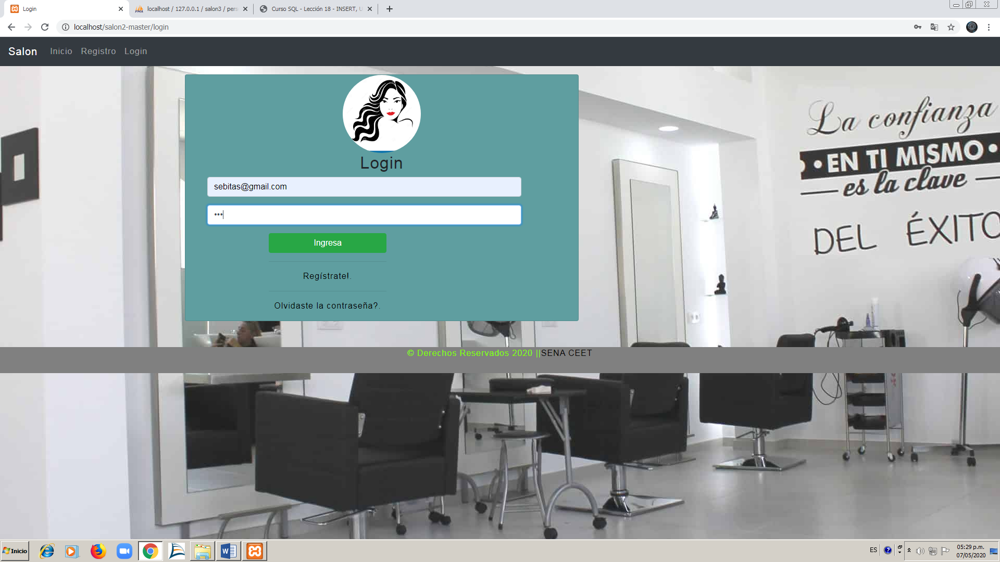 Login
localhost / 127.0.0.1 / salon3 / pers
Curso SQL - Lección 18 - INSERT, U
localhost/salon2-master/login
Salon
Inicio
Registro
Login
Login
sebitas@gmail.com
•••
Ingresa
Regístrate!.
Olvidaste la contraseña?.
La confianza
EN TI MISMO
es la clave
DEL ÉXITO
© Derechos Reservados 2020 ||SENA CEET
Inicio
ES
05:29 p.m.
07/05/2020